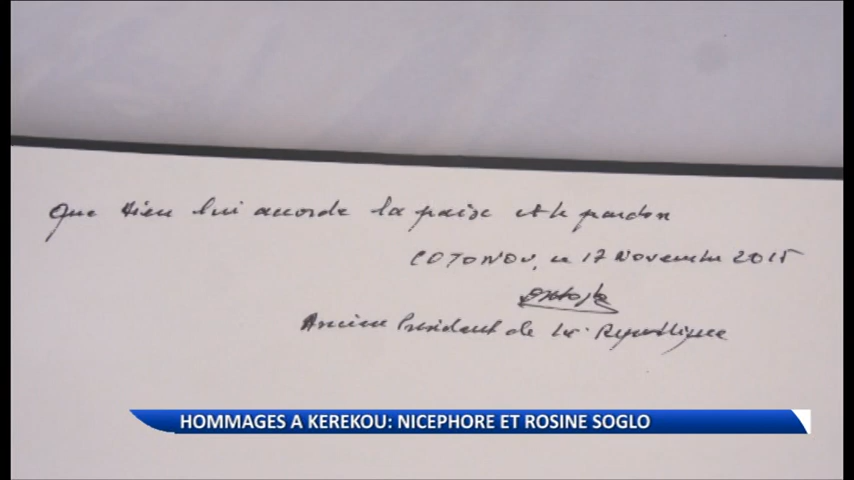 Que Dieu lui accorde la paix et le pardon
COTONOU, le 17 Novembre 2015
Ancien Président de la République
HOMMAGES A KEREKOU: NICEPHORE ET ROSINE SOGLO